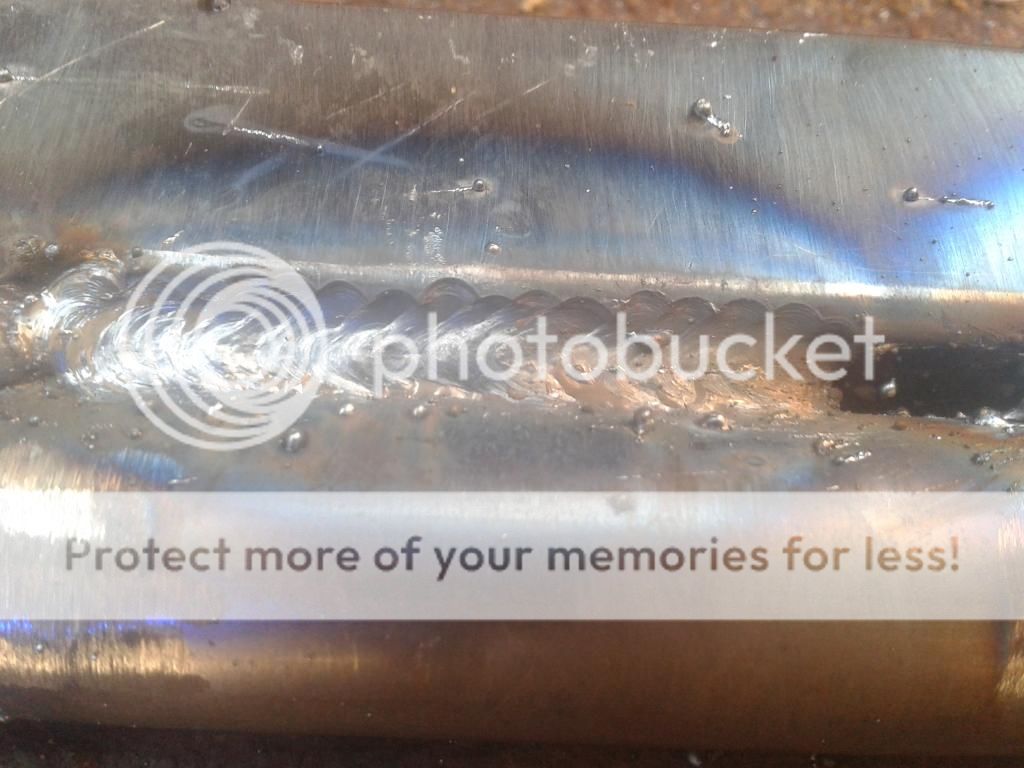 photobucket
Protect more of your memories for less!